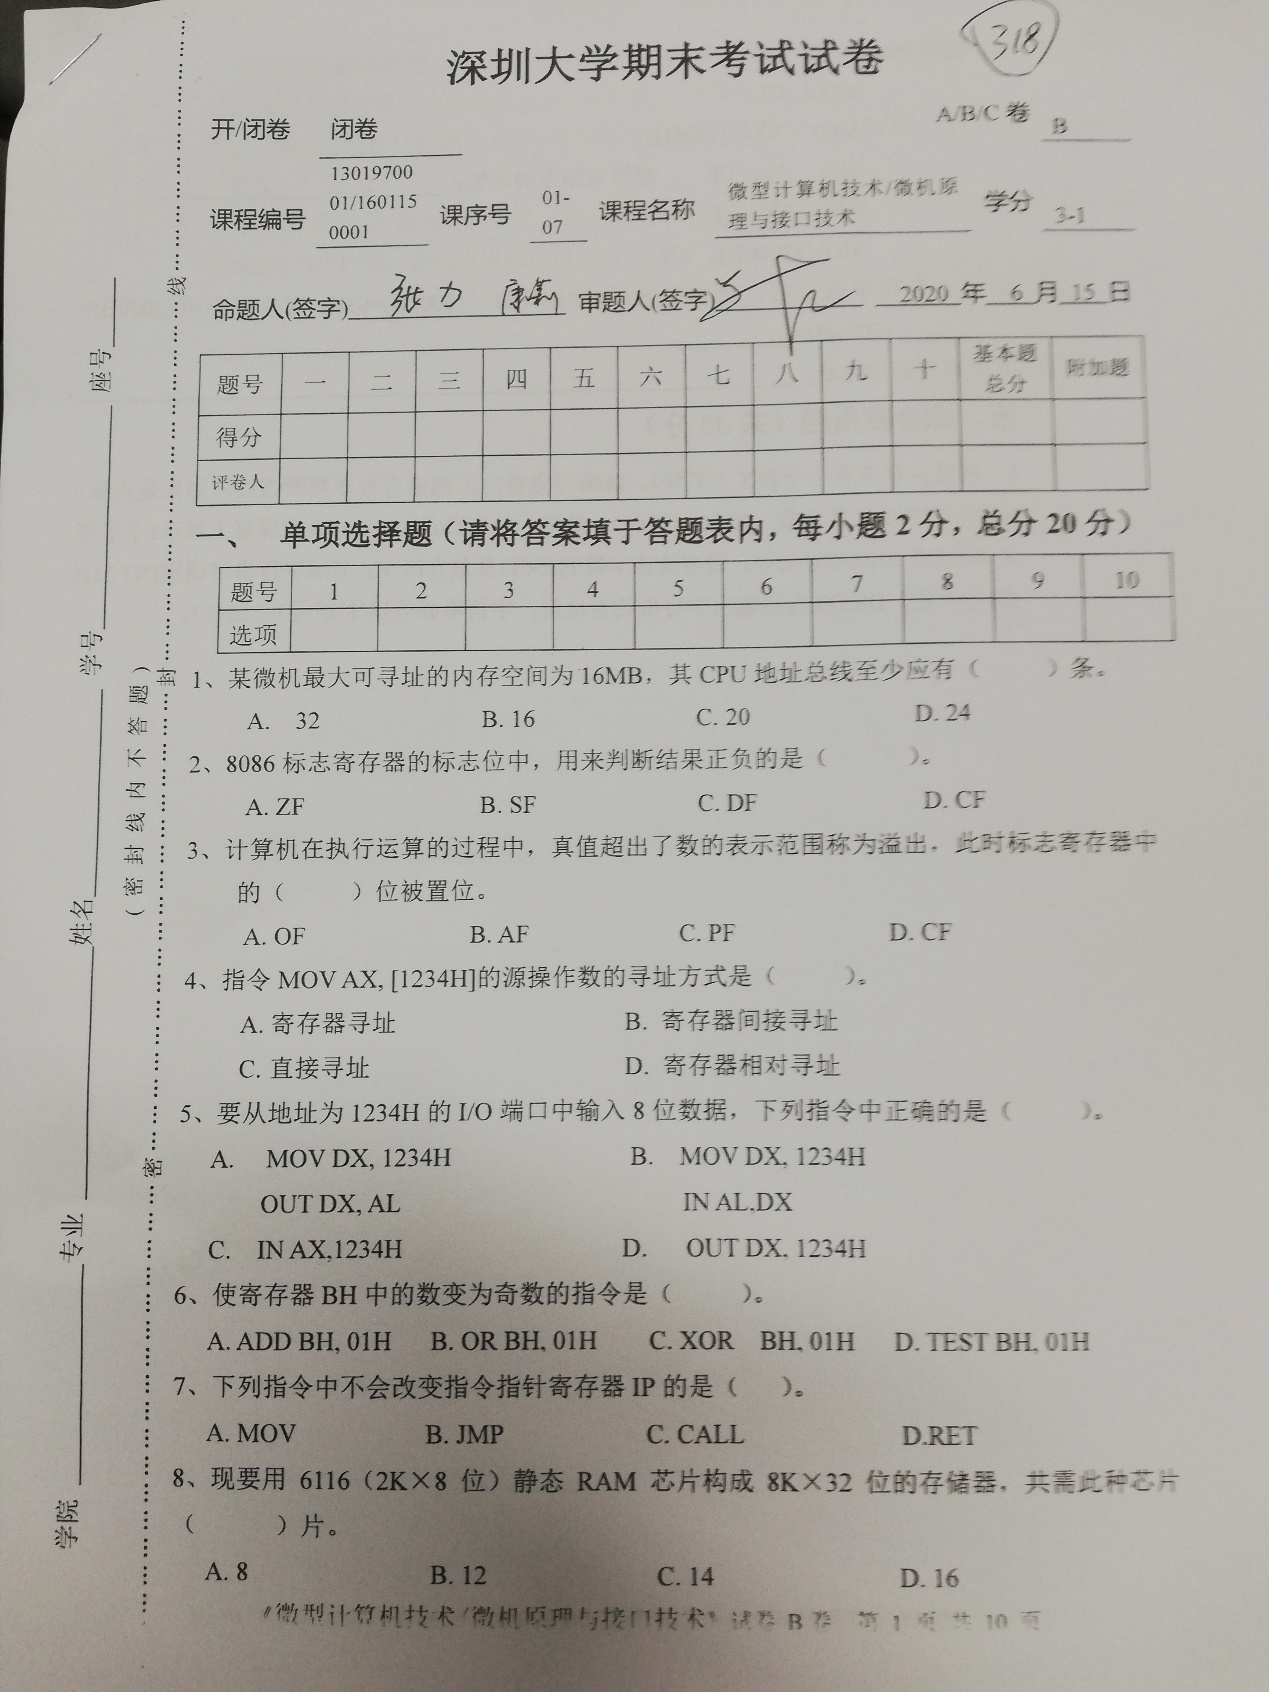 318
深圳大学期末考试试卷
开/闭卷 闭卷 A/B/C 卷 B
课程编号 13019700
01/160115
0001
课序号 01-
07
课程名称 微型计算机技术/微机原
理与接口技术
学分 3-1
命题人(签字) 张力 审题人(签字) 2020 年 6 月 15 日
题号 一 二 三 四 五 六 七 八 九 十 基本题
总分 附加题
得分
评卷人
一、 单项选择题（请将答案填于答题表内，每小题 2 分，总分 20 分）
题号 1 2 3 4 5 6 7 8 9 10
选项
1、某微机最大可寻址的内存空间为 16MB，其 CPU 地址总线至少应有（ ）条。
A. 32 B. 16 C. 20 D. 24
2、8086 标志寄存器的标志位中，用来判断结果正负的是（ ）。
A. ZF B. SF C. DF D. CF
3、计算机在执行运算的过程中，真值超出了数的表示范围称为溢出，此时标志寄存器中
的（ ）位被置位。
A. OF B. AF C. PF D. CF
4、指令 MOV AX, [1234H]的源操作数的寻址方式是（ ）。
A. 寄存器寻址 B. 寄存器间接寻址
C. 直接寻址 D. 寄存器相对寻址
5、要从地址为 1234H 的 I/O 端口中输入 8 位数据，下列指令中正确的是（ ）。
A. MOV DX, 1234H B. MOV DX, 1234H
OUT DX, AL IN AL,DX
C. IN AX,1234H D. OUT DX, 1234H
6、使寄存器 BH 中的数变为奇数的指令是（ ）。
A. ADD BH, 01H B. OR BH, 01H C. XOR BH, 01H D. TEST BH, 01H
7、下列指令中不会改变指令指针寄存器 IP 的是（ ）。
A. MOV B. JMP C. CALL D.RET
8、现要用 6116（2K×8 位）静态 RAM 芯片构成 8K×32 位的存储器，共需此种芯片
（ ）片。
A. 8 B. 12 C. 14 D. 16
《微型计算机技术/微机原理与接口技术》试卷 B 卷 第 1 页 共 10 页
学院 专业 姓名 学号 座号
（密封线内不答题）
密 封 线